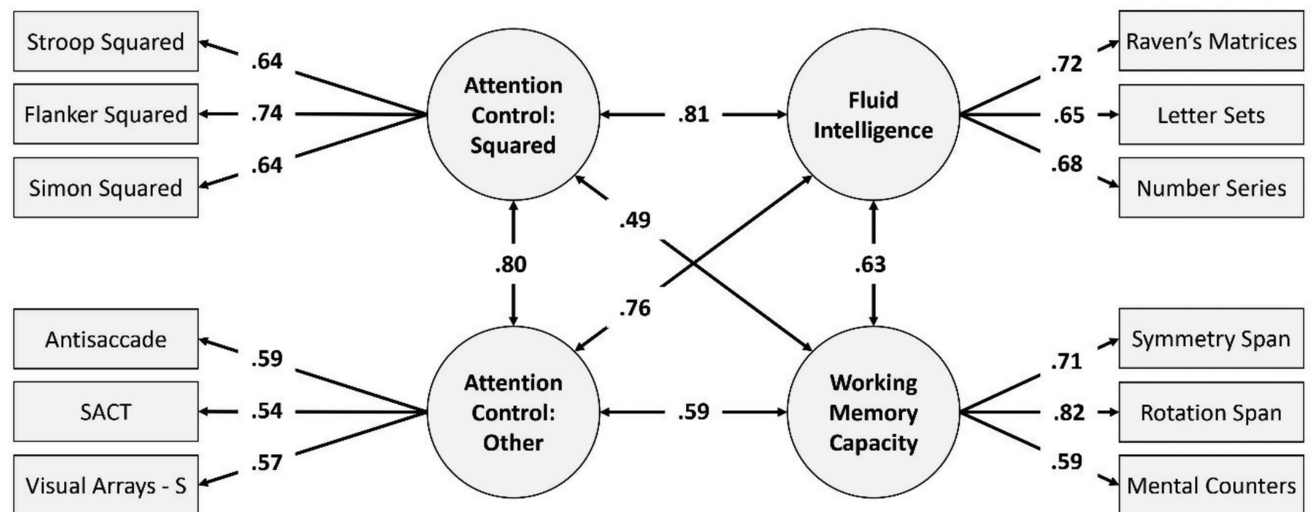 Stroop Squared
Flanker Squared
Simon Squared
.64
.74
.64
Attention
Control:
Squared
.81
Fluid
Intelligence
.72
.65
.68
Raven’s Matrices
Letter Sets
Number Series
.49
.80
.63
.76
Antisaccade
SACT
Visual Arrays - S
.59
.54
.57
Attention
Control:
Other
.59
Working
Memory
Capacity
.71
.82
.59
Symmetry Span
Rotation Span
Mental Counters